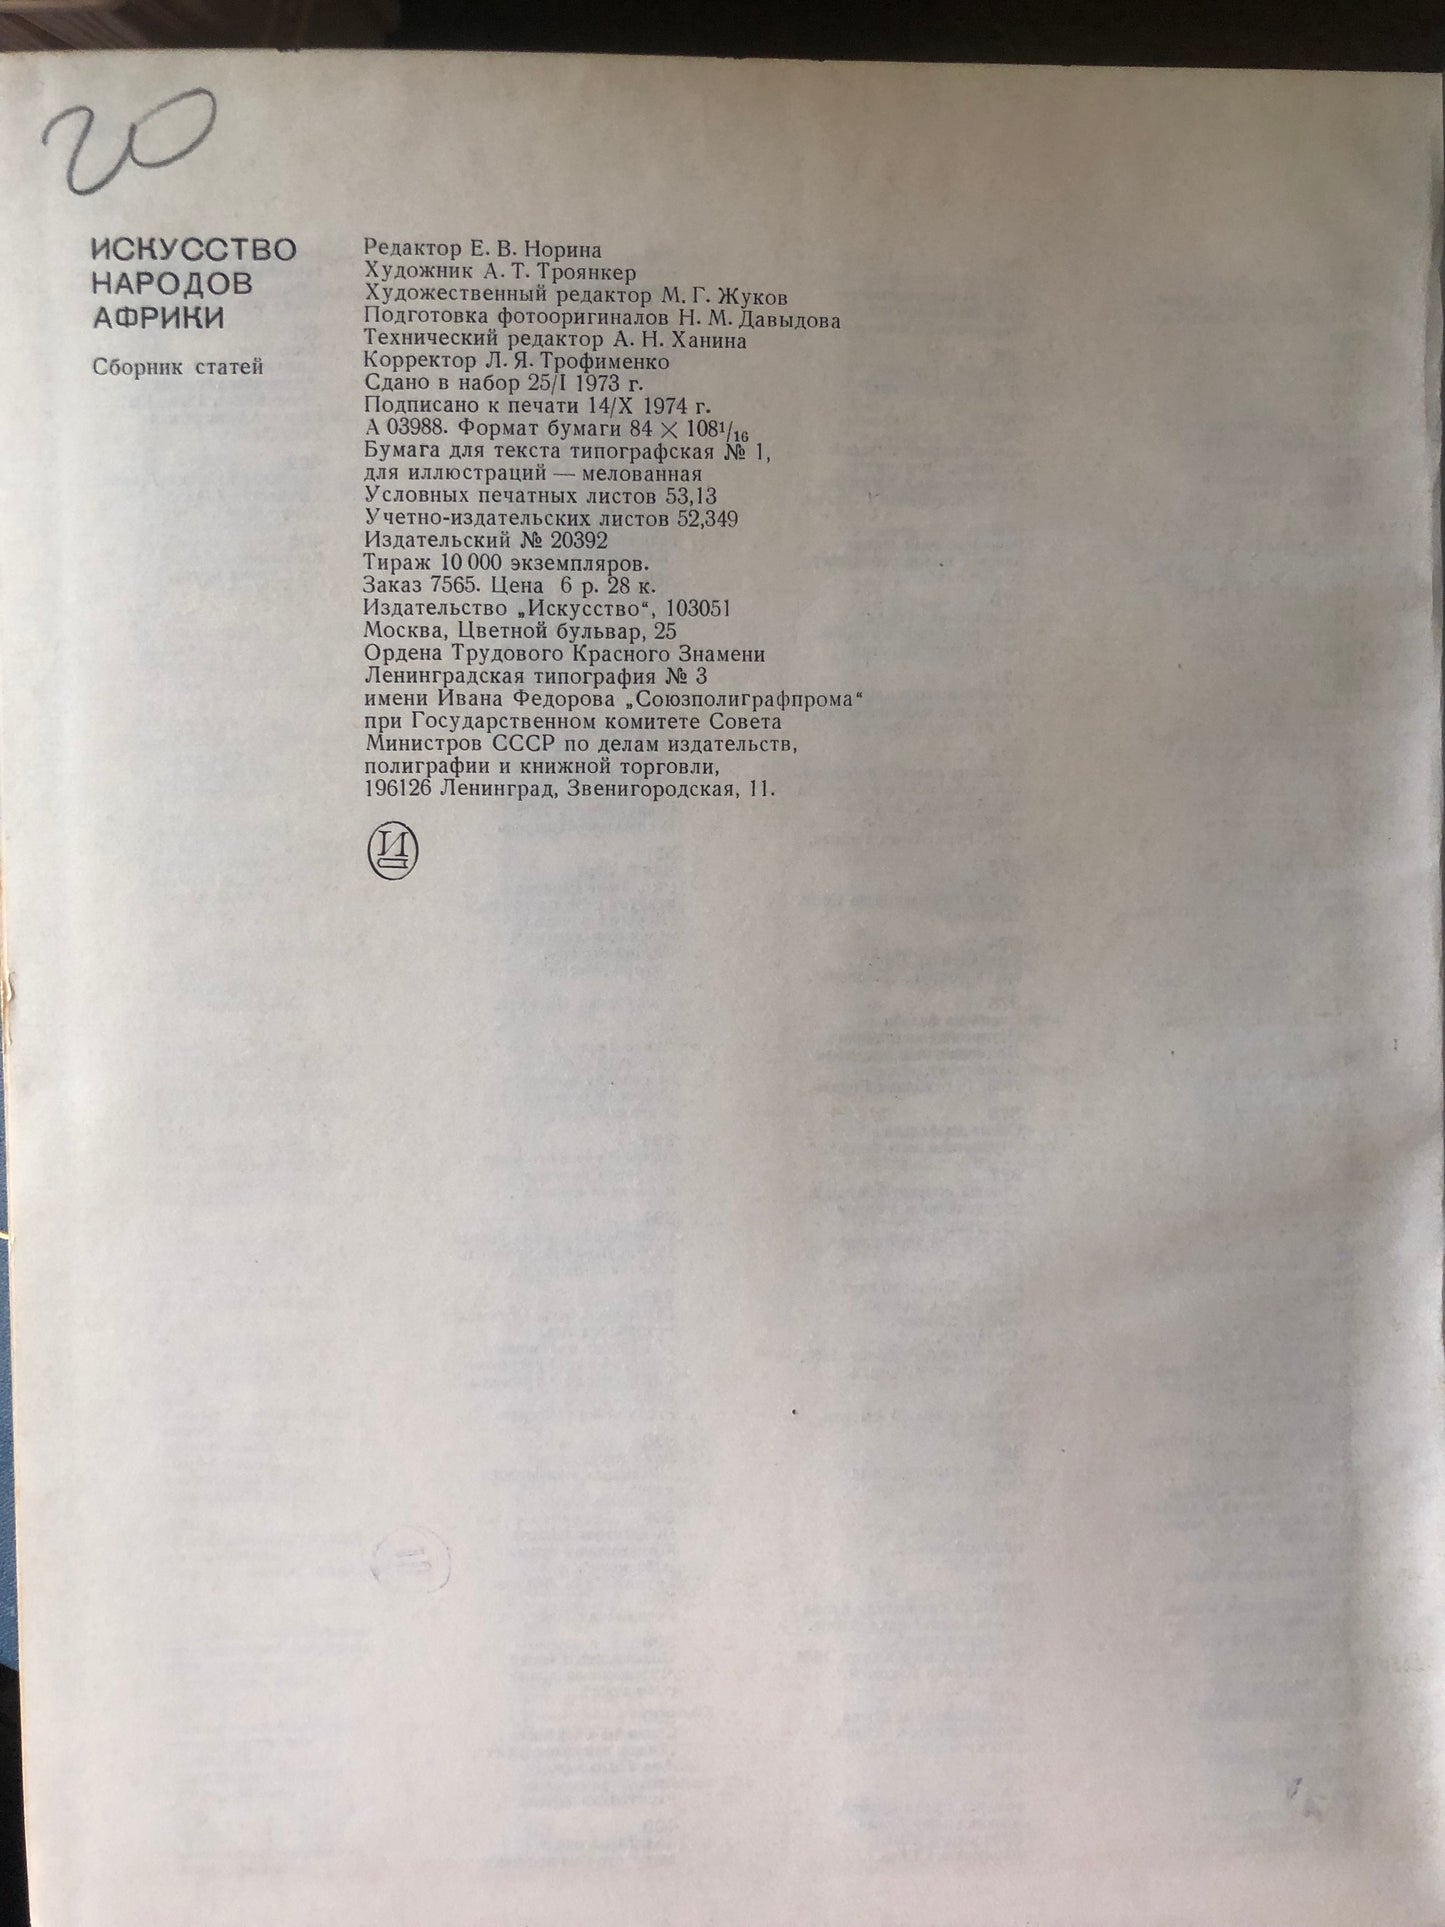 20
ИСКУССТВО
НАРОДОВ
АФРИКИ
Сборник статей
Редактор Е. В. Норина
Художник А. Т. Троянкер
Художественный редактор М. Г. Жуков
Подготовка фотооригиналов Н. М. Давыдова
Технический редактор А. Н. Ханина
Корректор Л. Я. Трофименко
Сдано в набор 25/I 1973 г.
Подписано к печати 14/X 1974 г.
А 03988. Формат бумаги 84 × 108¹/₁₆
Бумага для текста типографская № 1,
для иллюстраций — мелованная
Условных печатных листов 53,13
Учетно-издательских листов 52,349
Издательский № 20392
Тираж 10 000 экземпляров.
Заказ 7565. Цена 6 р. 28 к.
Издательство „Искусство“, 103051
Москва, Цветной бульвар, 25
Ордена Трудового Красного Знамени
Ленинградская типография № 3
имени Ивана Федорова „Союзполиграфпрома“
при Государственном комитете Совета
Министров СССР по делам издательств,
полиграфии и книжной торговли,
196126 Ленинград, Звенигородская, 11.
И